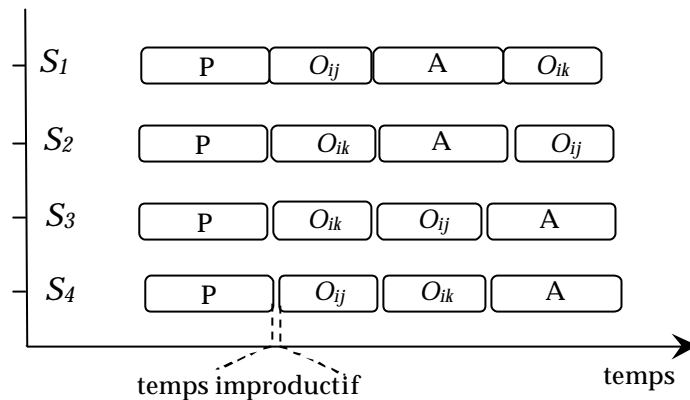 S1 P Oij A Oik
S2 P Oik A Oij
S3 P Oik Oij A
S4 P Oij Oik A
temps improductif
temps